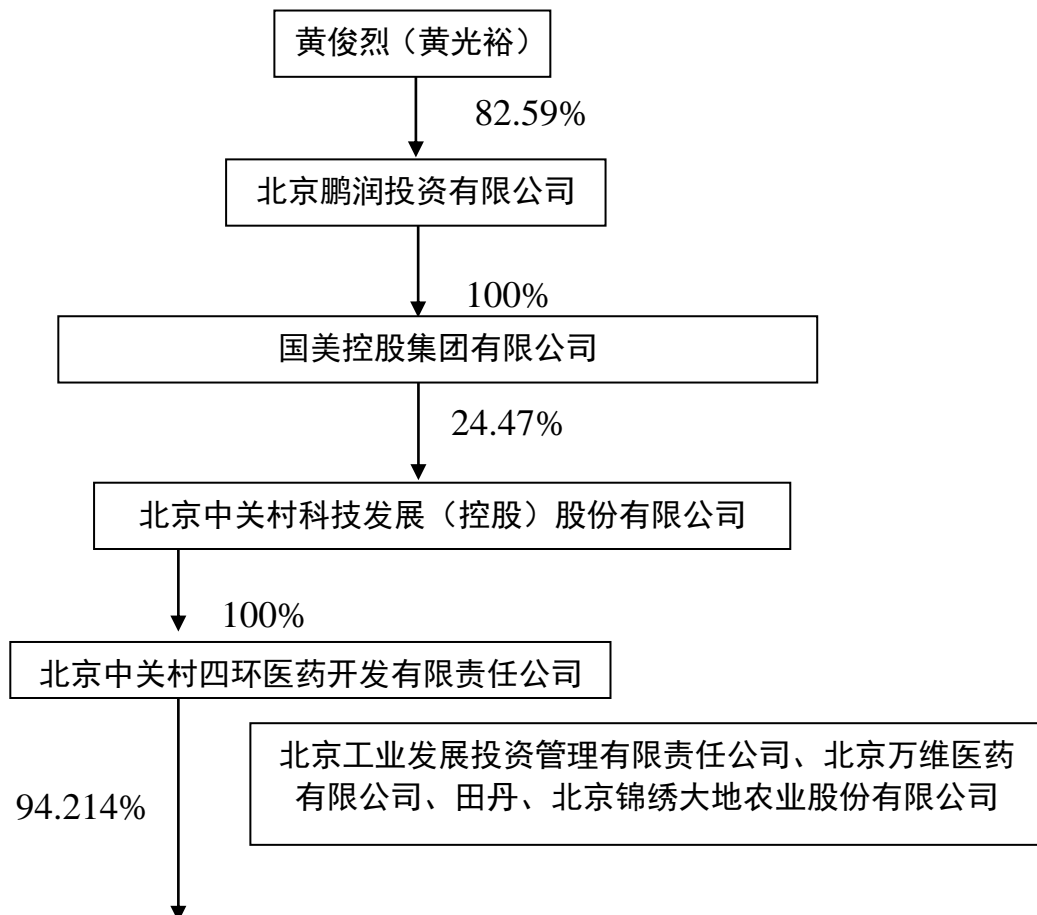 黄俊烈（黄光裕）
82.59%
北京鹏润投资有限公司
100%
国美控股集团有限公司
24.47%
北京中关村科技发展（控股）股份有限公司
100%
北京中关村四环医药开发有限责任公司
北京工业发展投资管理有限责任公司、北京万维医药
有限公司、田丹、北京锦绣大地农业股份有限公司
94.214%